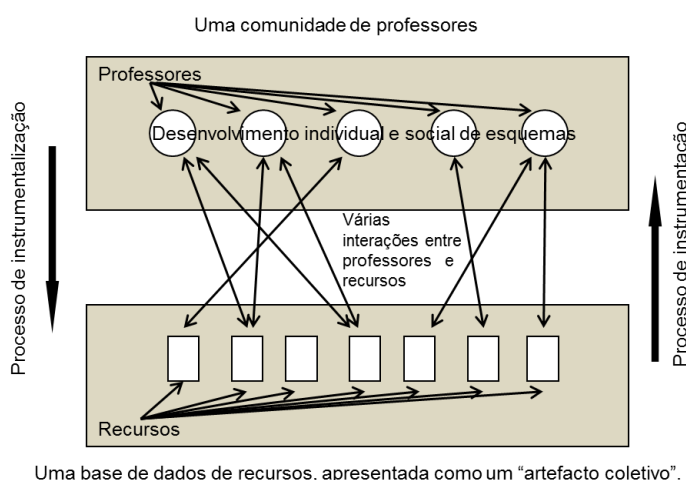 Uma comunidade de professores
Professores
Desenvolvimento individual e social de esquemas
Processo de instrumentalização
Várias
interações entre
professores e
recursos
Processo de instrumentação
Recursos
Uma base de dados de recursos, apresentada como um “artefacto coletivo”.